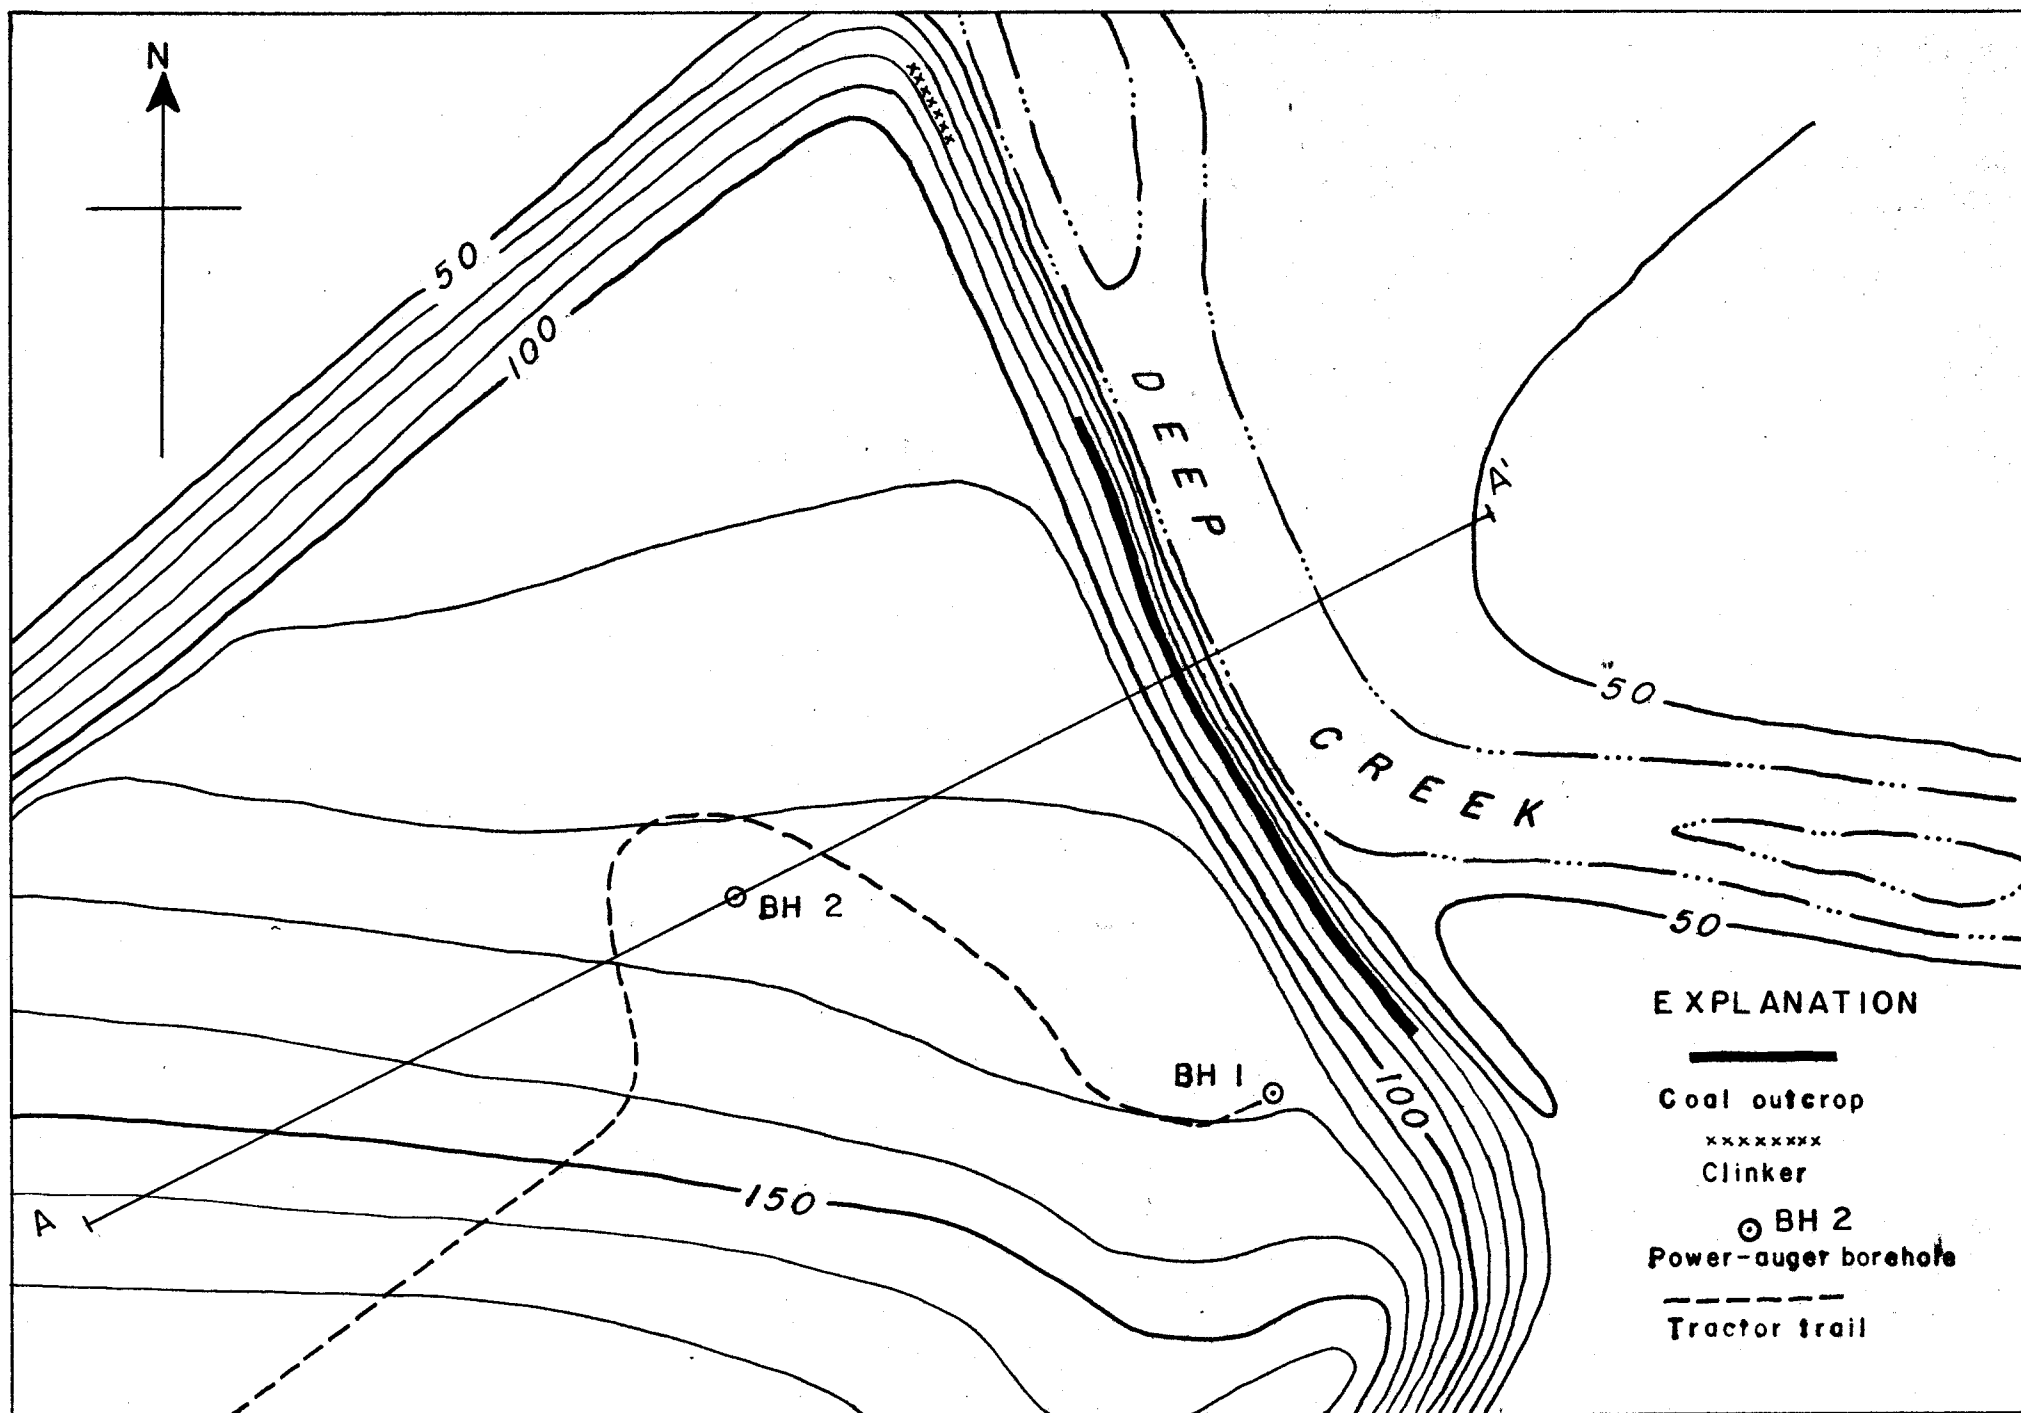 N
50
100
DEEP
A'
50
CREEK
BH 2
50
BH 1
100
A
150
EXPLANATION
Coal outcrop
xxxxxxxx
Clinker
BH 2
Power-auger borehole
Tractor trail